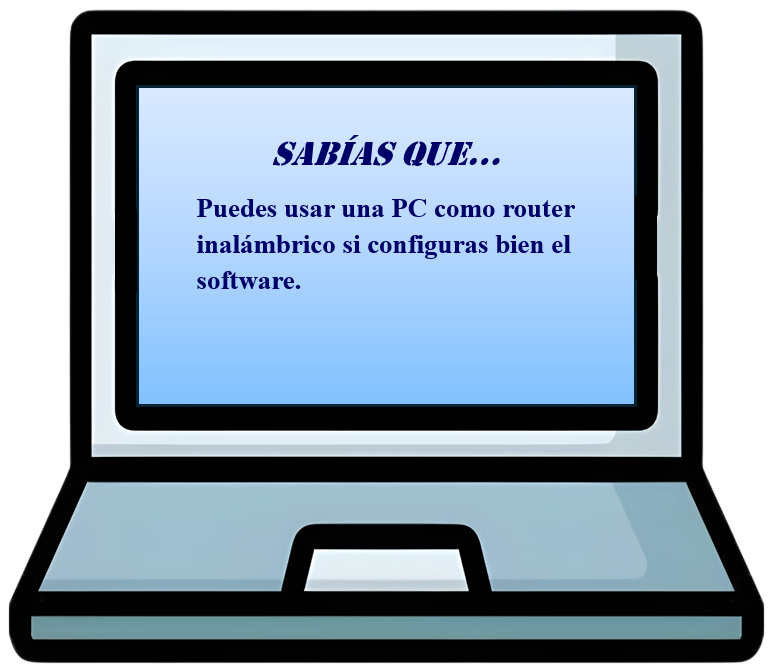 SABÍAS QUE...
Puedes usar una PC como router
inalámbrico si configuras bien el
software.